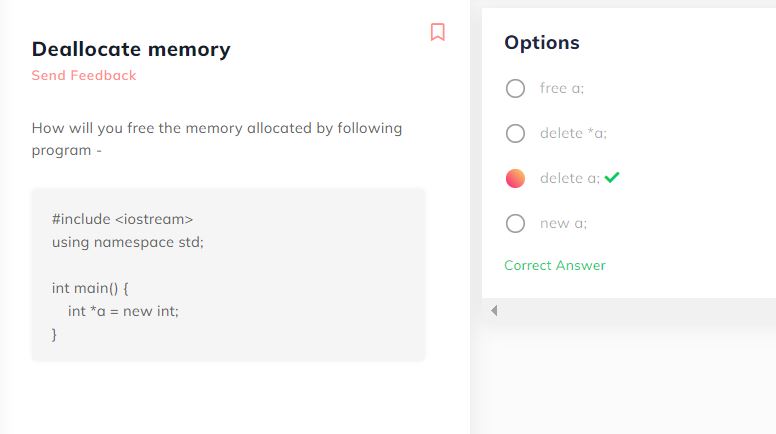 Deallocate memory
Send Feedback
How will you free the memory allocated by following
program -
#include <iostream>
using namespace std;
int main() {
int *a = new int;
}
Options
free a;
delete *a;
delete a;
new a;
Correct Answer